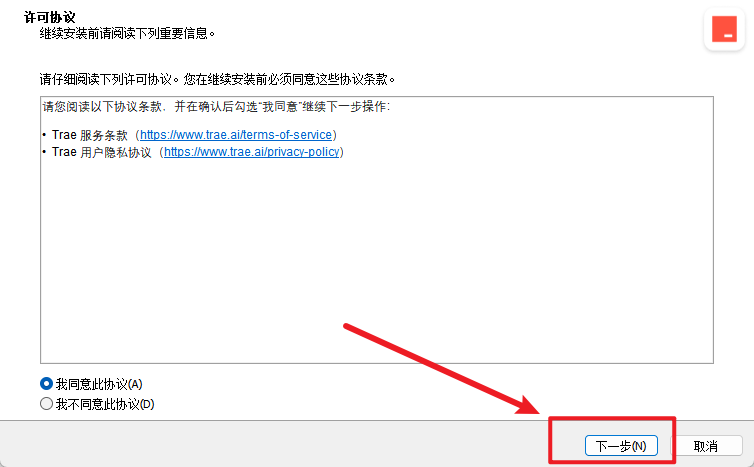 许可协议
继续安装前请阅读下列重要信息。
请仔细阅读下列许可协议。您在继续安装前必须同意这些协议条款。
请您阅读以下协议条款，并在确认后勾选“我同意”继续下一步操作:
• Trae 服务条款（https://www.trae.ai/terms-of-service）
• Trae 用户隐私协议（https://www.trae.ai/privacy-policy）
我同意此协议(A)
我不同意此协议(D)
下一步(N) 取消